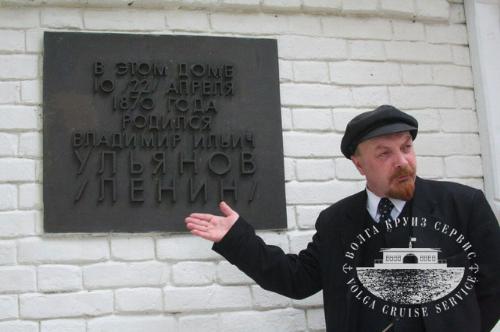 В ЭТОМ ДОМЕ
10 /22/ АПРЕЛЯ
1870 ГОДА
РОДИЛСЯ
ВЛАДИМИР ИЛЬИЧ
УЛЬЯНОВ
/ЛЕНИН/
ВОЛГА КРУИЗ СЕРВИС
VOLGA CRUISE SERVICE